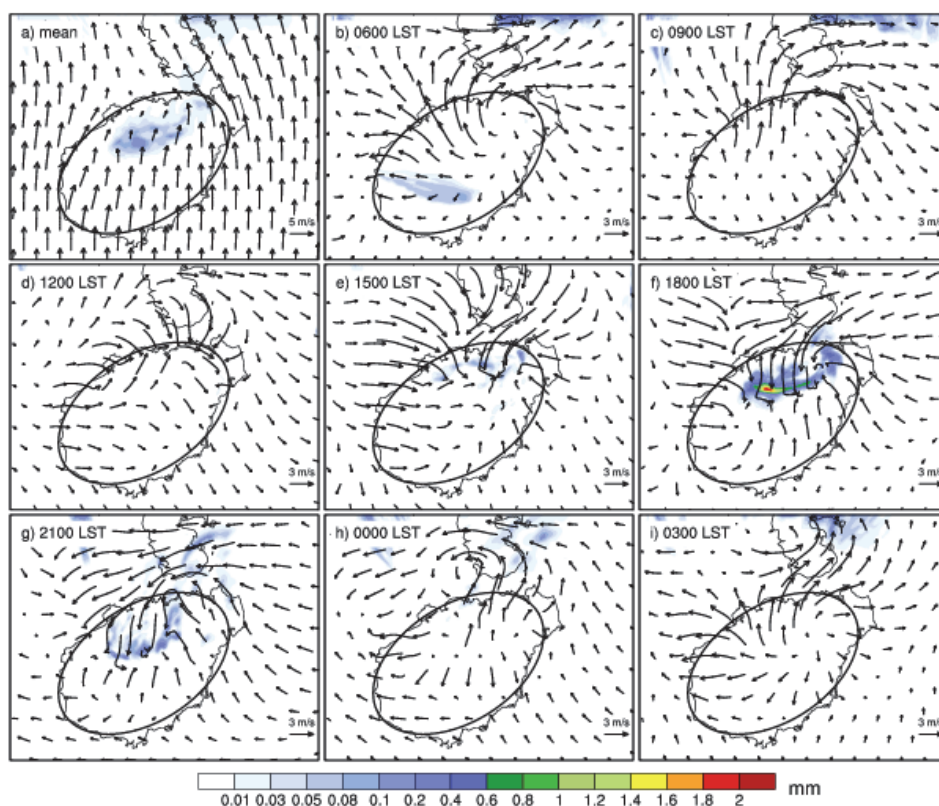 a) mean
5 m/s
b) 0600 LST
3 m/s
c) 0900 LST
3 m/s
d) 1200 LST
3 m/s
e) 1500 LST
3 m/s
f) 1800 LST
3 m/s
g) 2100 LST
3 m/s
h) 0000 LST
3 m/s
i) 0300 LST
3 m/s
0.01 0.03 0.05 0.08 0.1 0.2 0.4 0.6 0.8 1 1.2 1.4 1.6 1.8 2 mm